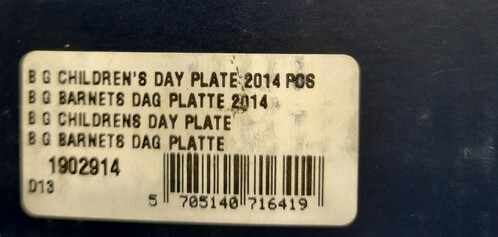 B G CHILDREN'S DAY PLATE 2014 PCS
B G BARNETS DAG PLATTE 2014
B G CHILDRENS DAY PLATE
B G BARNETS DAG PLATTE
1902914
D13
5 705140 716419